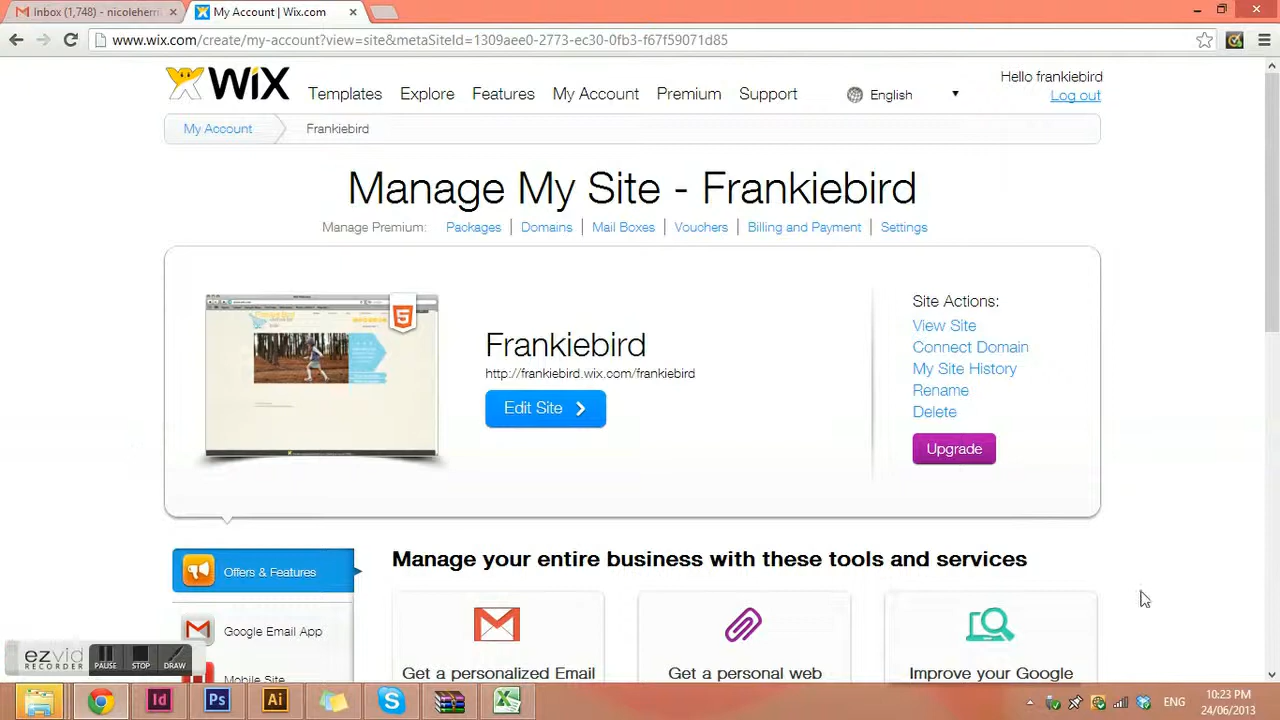 Inbox (1,748) - nicoleherri
My Account | Wix.com
www.wix.com/create/my-account?view=site&metaSiteId=1309aee0-2773-ec30-0fb3-f67f59071d85
WiX
Templates Explore Features My Account Premium Support English
Hello frankiebird
Log out
My Account Frankiebird
Manage My Site - Frankiebird
Manage Premium: Packages | Domains | Mail Boxes | Vouchers | Billing and Payment | Settings
5
Frankiebird
http://frankiebird.wix.com/frankiebird
Edit Site
Site Actions:
View Site
Connect Domain
My Site History
Rename
Delete
Upgrade
Offers & Features
Google Email App
Mobile Site
Manage your entire business with these tools and services
Get a personalized Email
Get a personal web
Improve your Google
ezvid
RECORDER
PAUSE STOP DRAW
Id Ps Ai
ENG
10:23 PM
24/06/2013